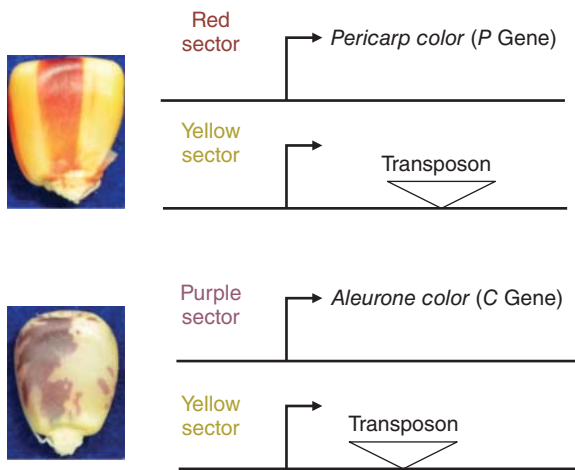 Red
sector
Pericarp color (P Gene)
Yellow
sector
Transposon
Purple
sector
Aleurone color (C Gene)
Yellow
sector
Transposon